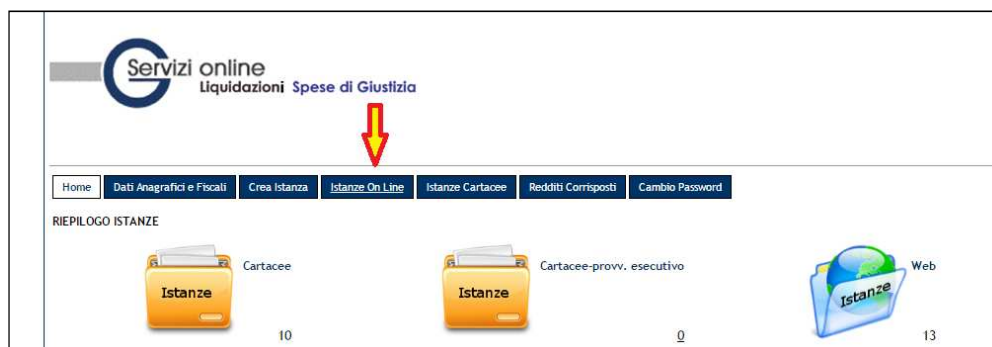 Servizi online
Liquidazioni Spese di Giustizia
Home Dati Anagrafici e Fiscali Crea Istanza Istanze On Line Istanze Cartacee Redditi Corrisposti Cambio Password
RIEPILOGO ISTANZE
Cartacee Cartacee-provv. esecutivo Web
Istanze Istanze Istanze
10 0 13